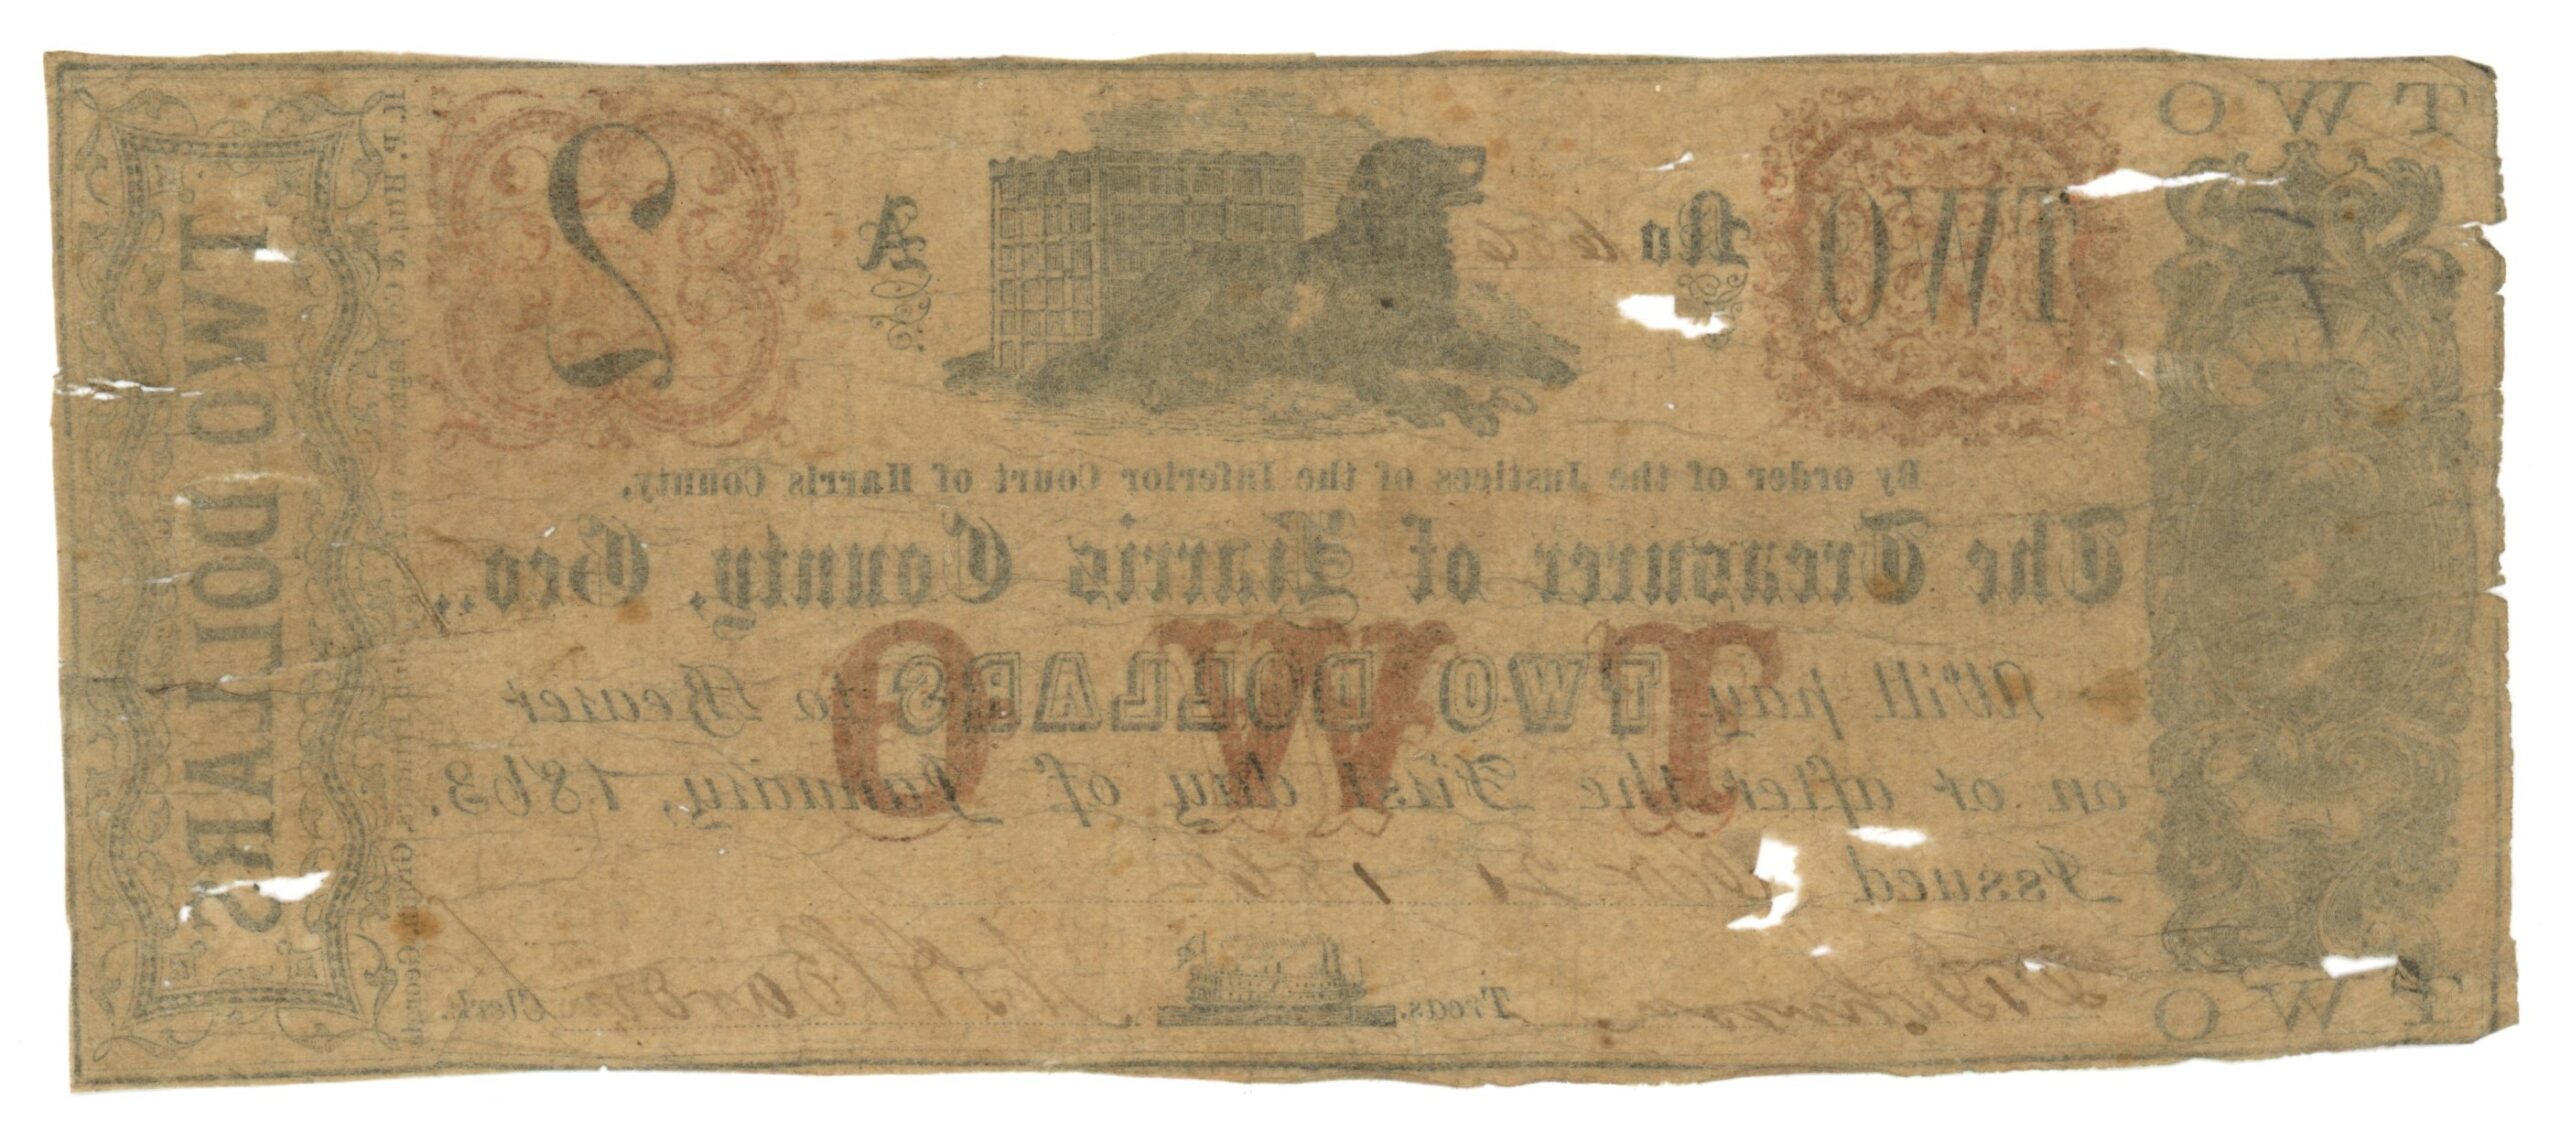 TWO
TWO
No
A
2
By order of the Justices of the Inferior Court of Harris County.
The Treasurer of Harris County, Geo.,
TWO
Will pay TWO DOLLARS to Bearer
on or after the First day of January, 1863.
Issued
Treas.
Clerk.
TWO
TWO DOLLARS